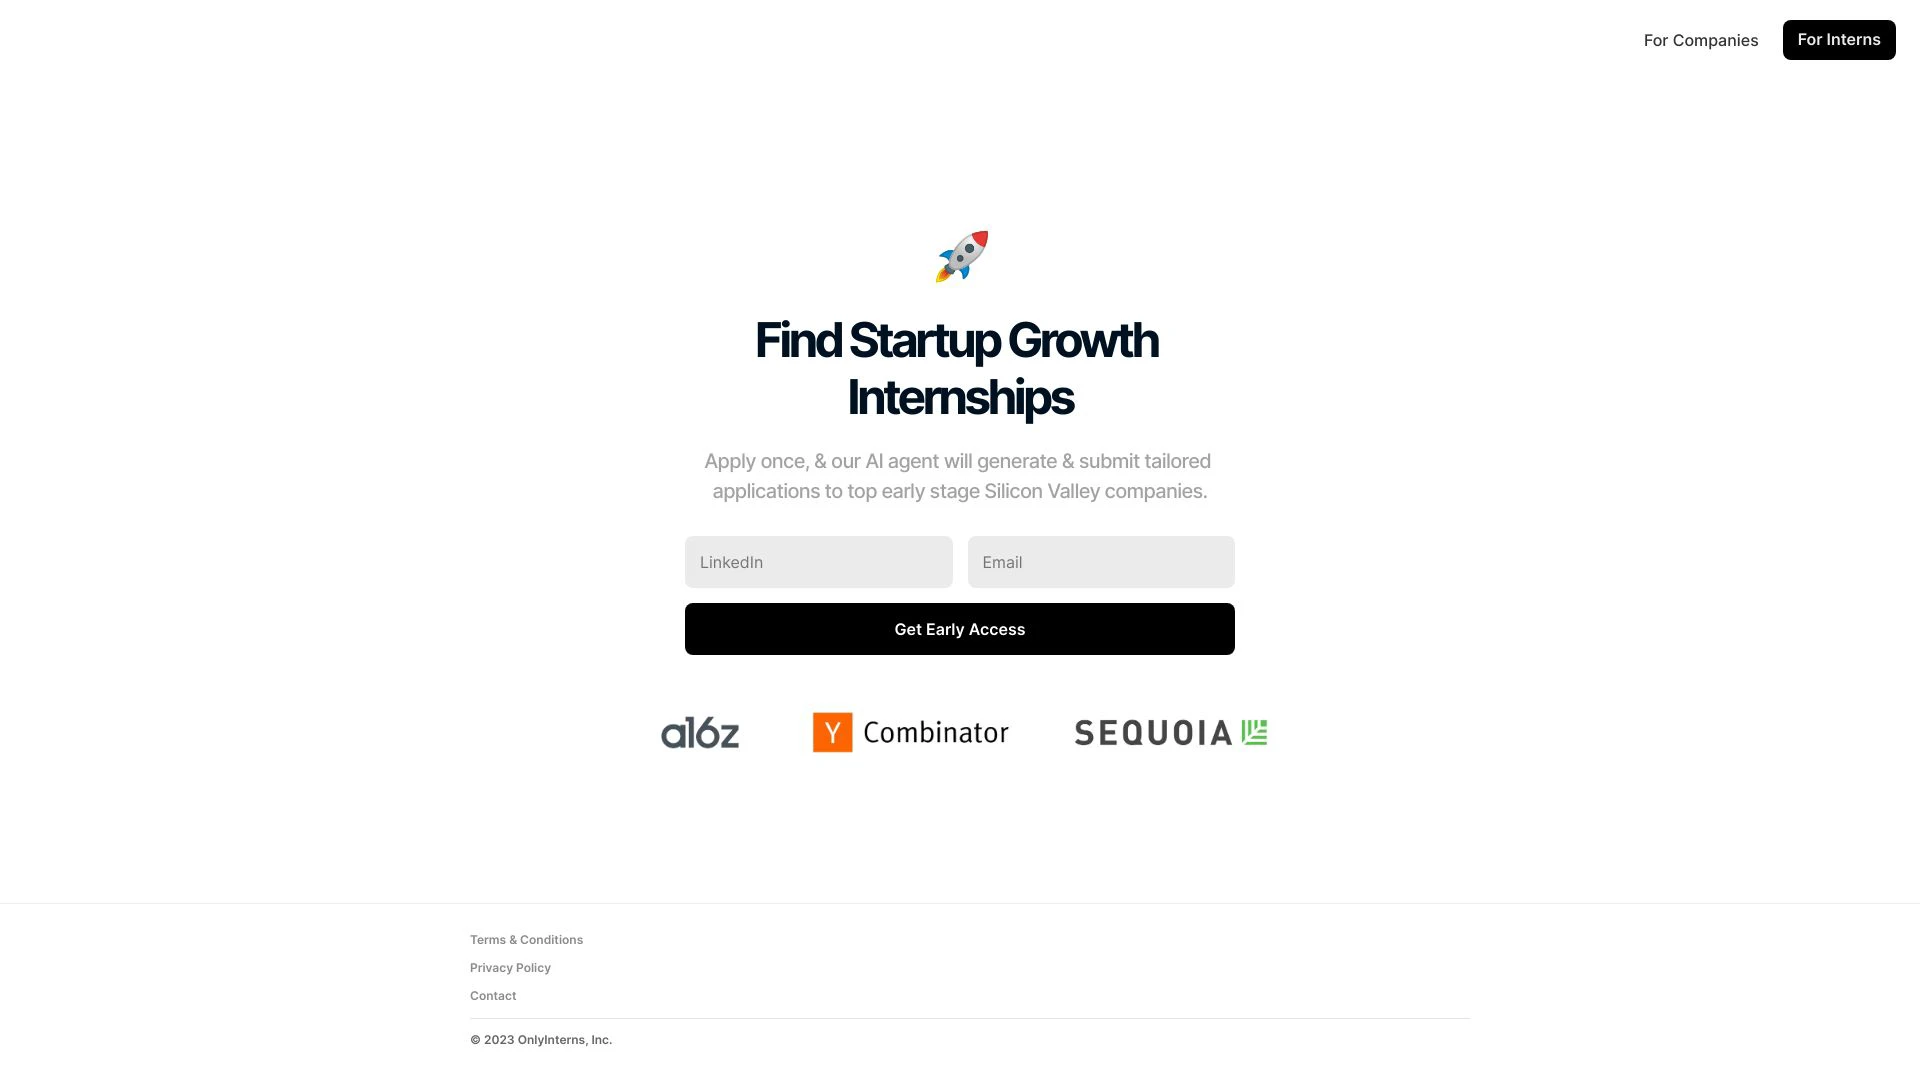 For Companies
For Interns
Find Startup Growth
Internships
Apply once, & our AI agent will generate & submit tailored
applications to top early stage Silicon Valley companies.
LinkedIn
Email
Get Early Access
a16z
Y Combinator
SEQUOIA
Terms & Conditions
Privacy Policy
Contact
© 2023 OnlyInterns, Inc.